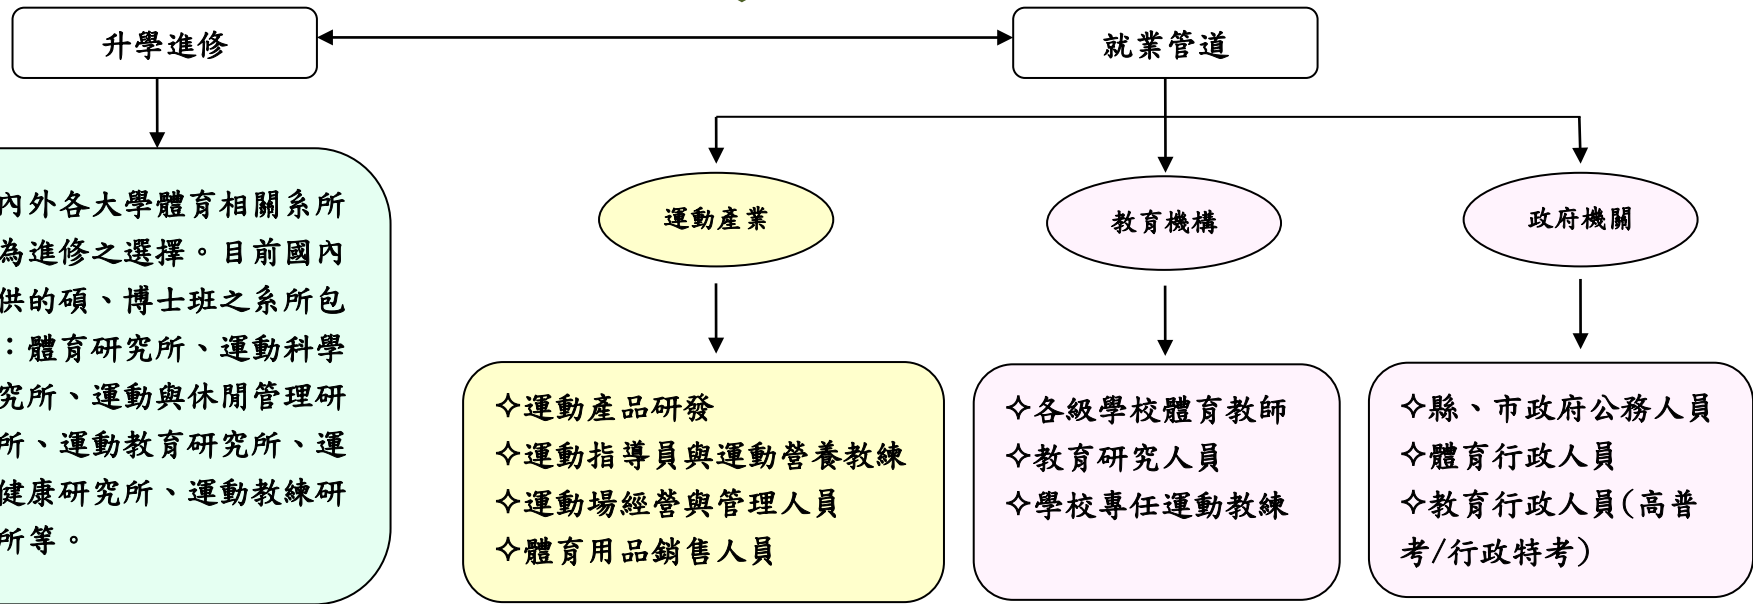 升學進修
就業管道
內外各大學體育相關系所
為進修之選擇。目前國內
供的碩、博士班之系所包
：體育研究所、運動科學
究所、運動與休閒管理研
所、運動教育研究所、運
健康研究所、運動教練研
所等。
運動產業
教育機構
政府機關
✧運動產品研發
✧運動指導員與運動營養教練
✧運動場經營與管理人員
✧體育用品銷售人員
✧各級學校體育教師
✧教育研究人員
✧學校專任運動教練
✧縣、市政府公務人員
✧體育行政人員
✧教育行政人員(高普
考/行政特考)